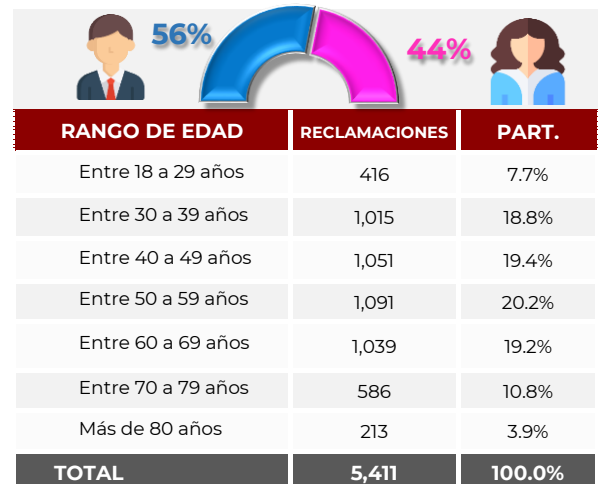 56%
44%
RANGO DE EDAD RECLAMACIONES PART.
Entre 18 a 29 años 416 7.7%
Entre 30 a 39 años 1,015 18.8%
Entre 40 a 49 años 1,051 19.4%
Entre 50 a 59 años 1,091 20.2%
Entre 60 a 69 años 1,039 19.2%
Entre 70 a 79 años 586 10.8%
Más de 80 años 213 3.9%
TOTAL 5,411 100.0%